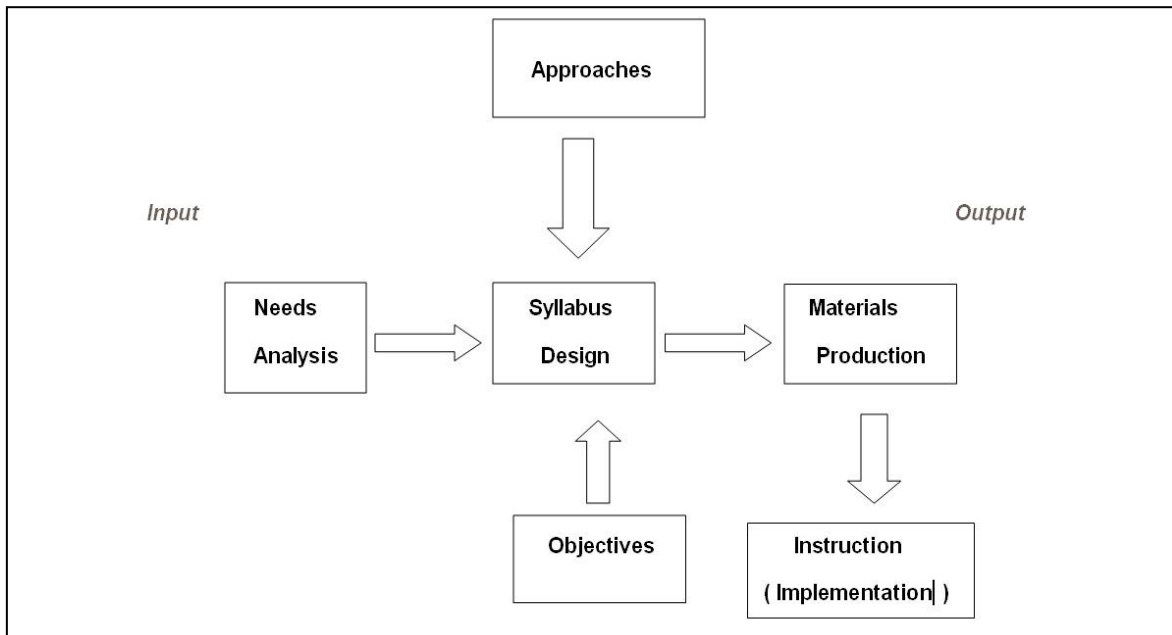 Approaches
Input
Output
Needs
Analysis
Syllabus
Design
Materials
Production
Objectives
Instruction
( Implementation )